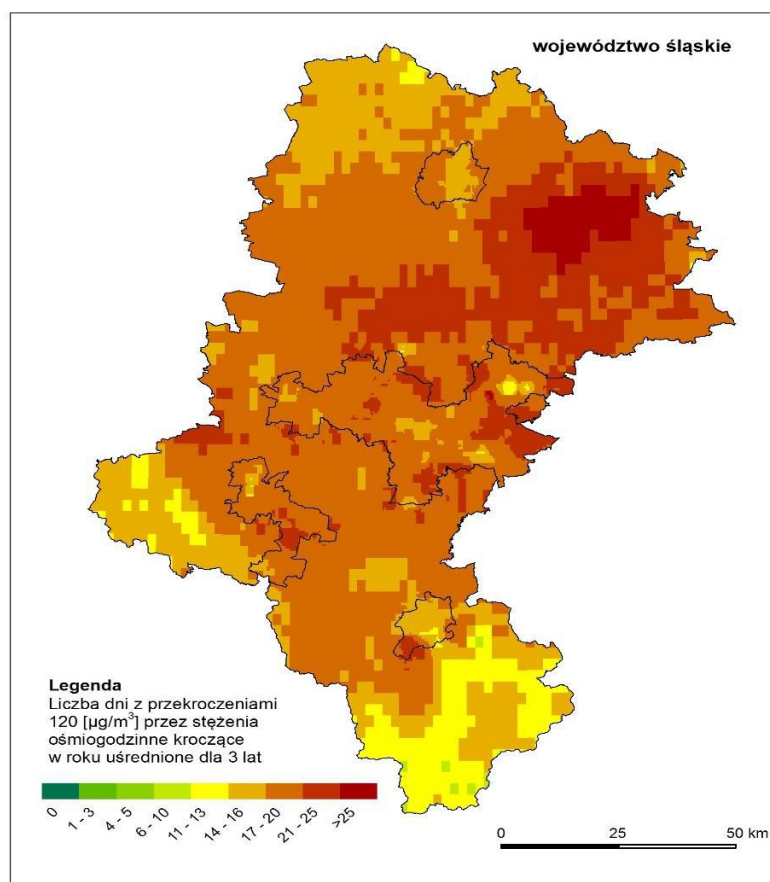 województwo śląskie
Legenda
Liczba dni z przekroczeniami
120 [µg/m³] przez stężenia
ośmiogodzinne kroczące
w roku uśrednione dla 3 lat
0
1 - 3
4 - 5
6 - 10
11 - 13
14 - 16
17 - 20
21 - 25
>25
0 25 50 km